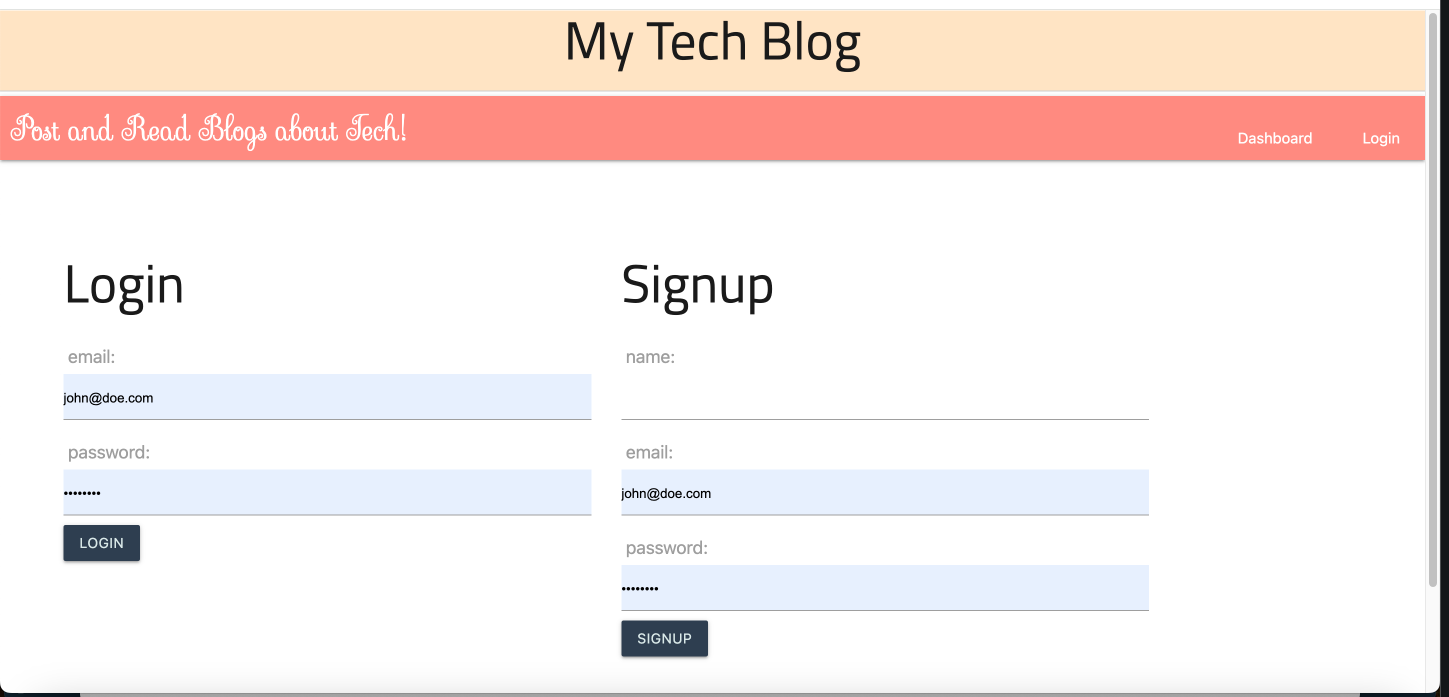 My Tech Blog
Post and Read Blogs about Tech!
Dashboard Login
Login
email:
john@doe.com
password:
••••••••
LOGIN
Signup
name:
email:
john@doe.com
password:
••••••••
SIGNUP